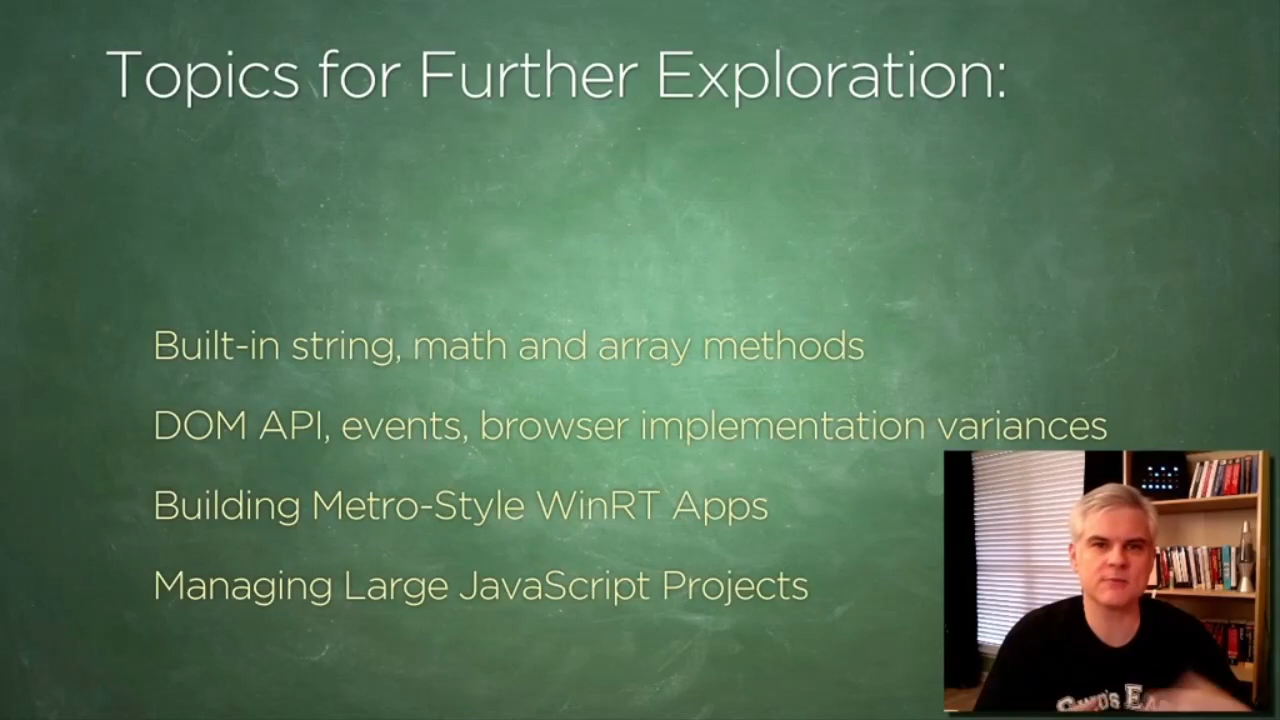 Topics for Further Exploration:
Built-in string, math and array methods
DOM API, events, browser implementation variances
Building Metro-Style WinRT Apps
Managing Large JavaScript Projects